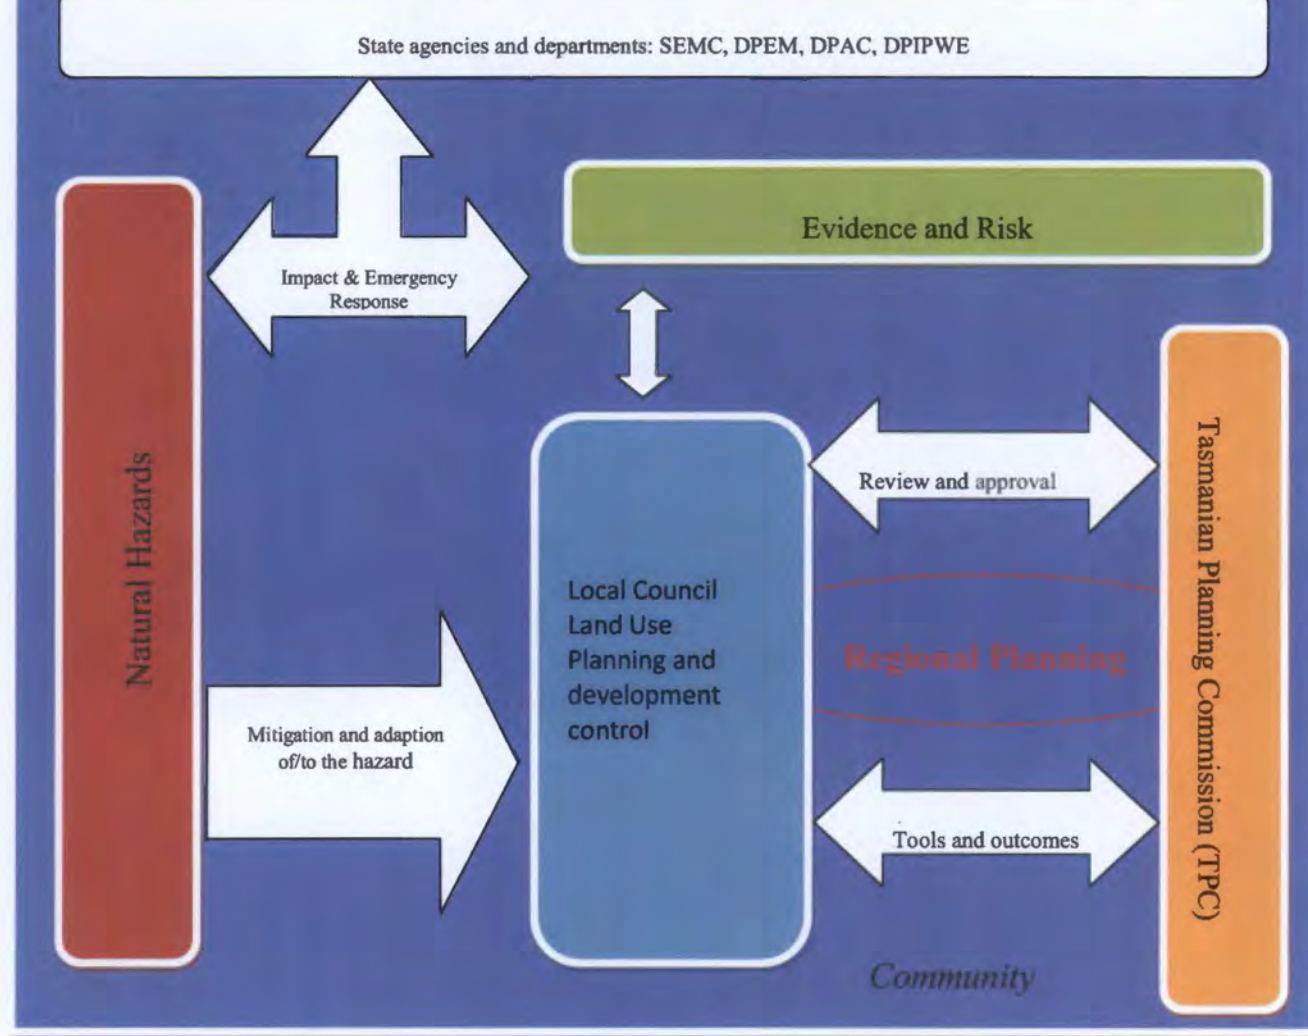 State agencies and departments: SEMC, DPEM, DPAC, DPIPWE
Evidence and Risk
Impact & Emergency
Response
Natural Hazards
Review and approval
Tasmanian Planning Commission (TPC)
Local Council
Land Use
Planning and
development
control
Regional Planning
Mitigation and adaption
of/to the hazard
Tools and outcomes
Community